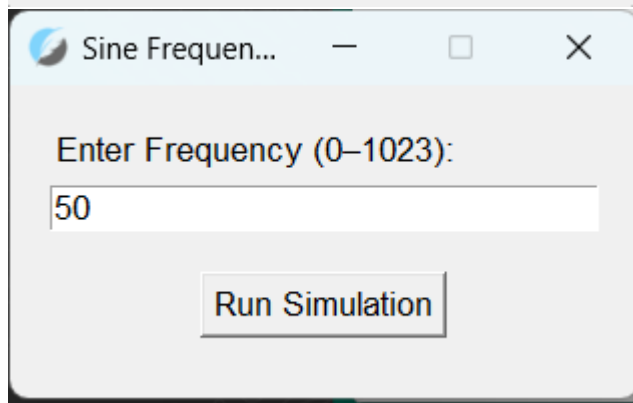 Sine Frequen...
Enter Frequency (0–1023):
50
Run Simulation